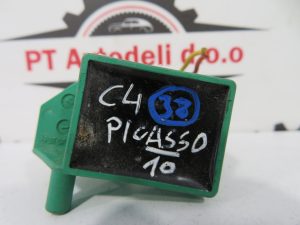 PT Autodeli d.o.o
C4 38
PICASSO
10